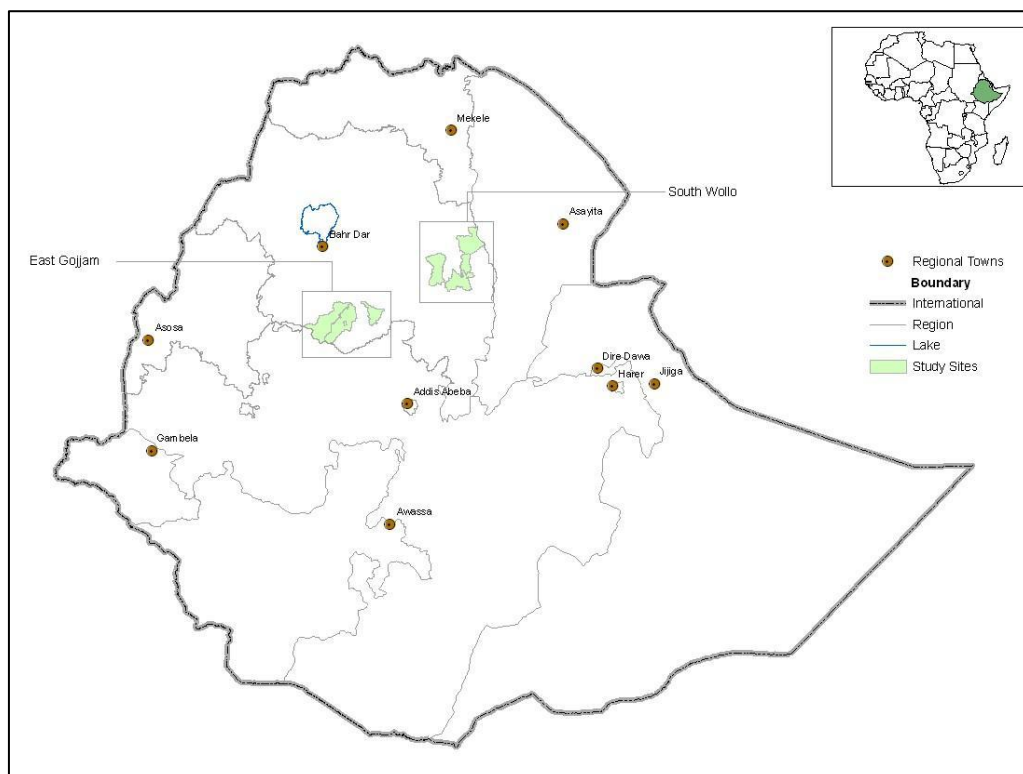 Mekele
South Wollo
Asayita
Bahr Dar
East Gojjam
Regional Towns
Boundary
International
Region
Lake
Study Sites
Asosa
Dire Dawa
Harer
Jijiga
Addis Abeba
Gambela
Awassa